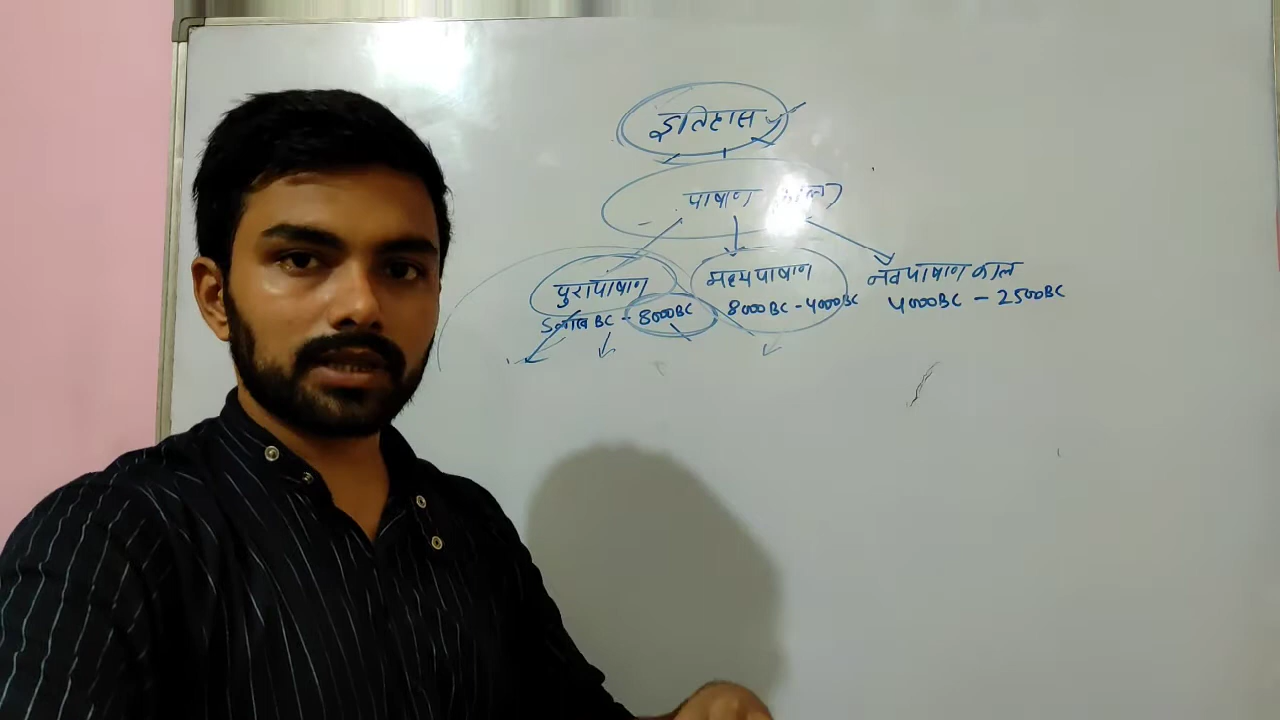 इतिहास
पाषाण काल
पुरापाषाण मध्यपाषाण नवपाषाण काल
5 लाख BC - 8000BC 8000BC - 4000BC 4000BC - 2500BC